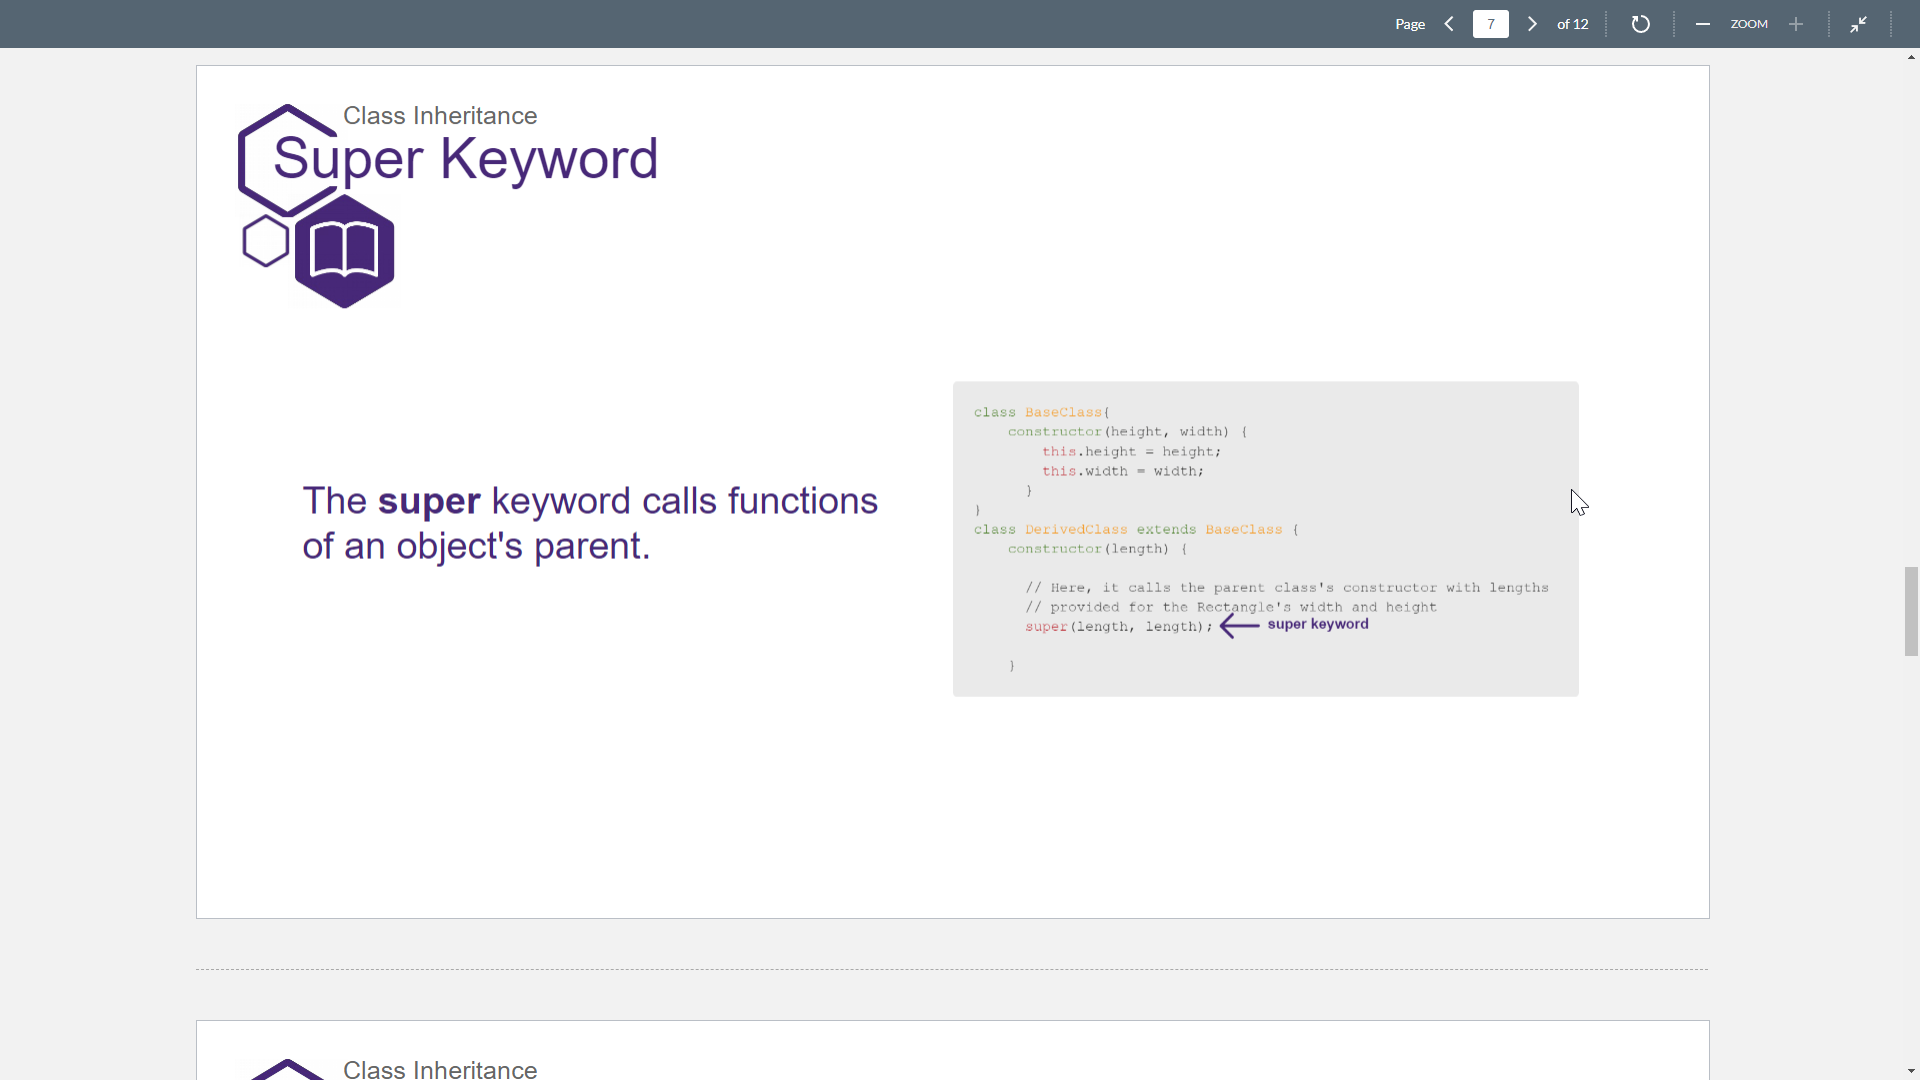 Page 7 of 12 ZOOM
Class Inheritance
Super Keyword
The super keyword calls functions
of an object's parent.
class BaseClass{
constructor(height, width) {
this.height = height;
this.width = width;
}
}
class DerivedClass extends BaseClass {
constructor(length) {
// Here, it calls the parent class's constructor with lengths
// provided for the Rectangle's width and height
super(length, length); super keyword
}
Class Inheritance